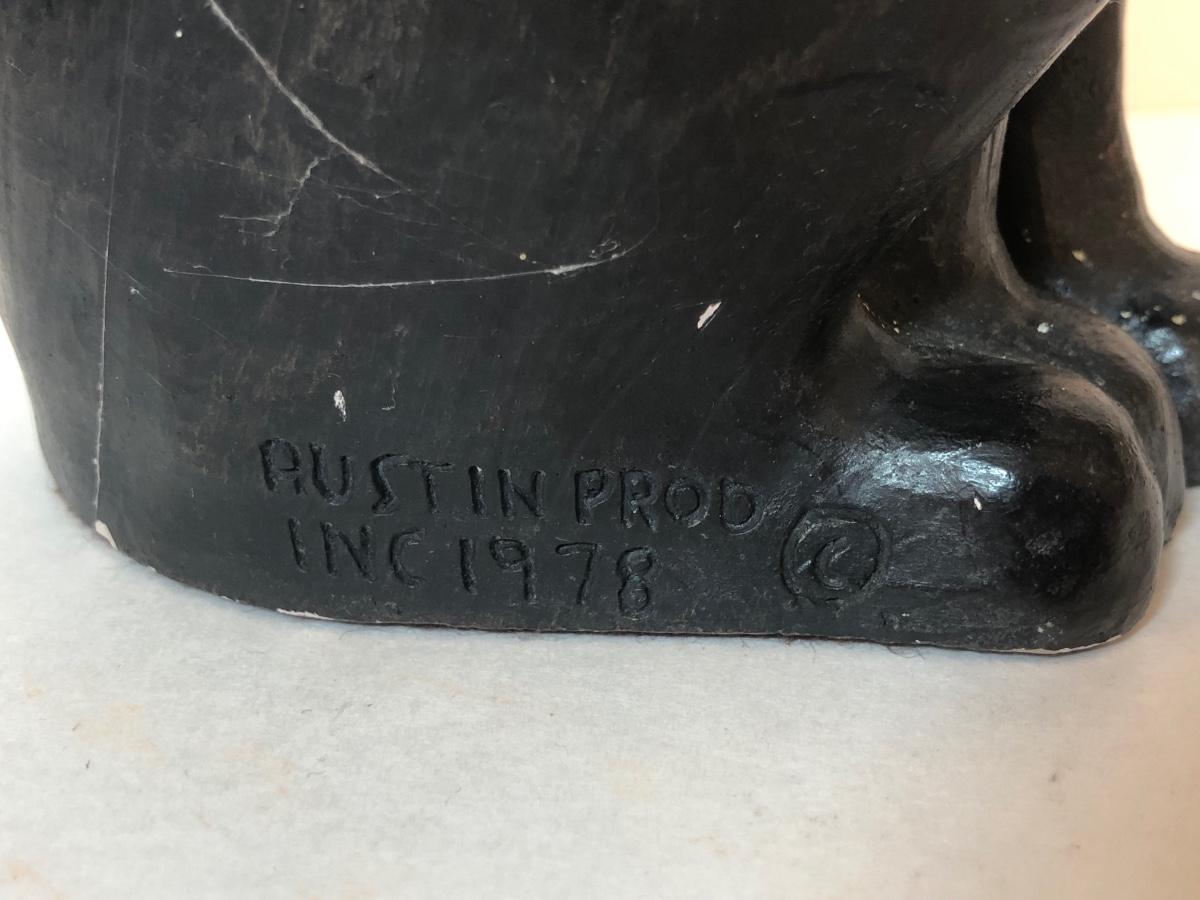 AUSTIN PROD
INC 1978 ©